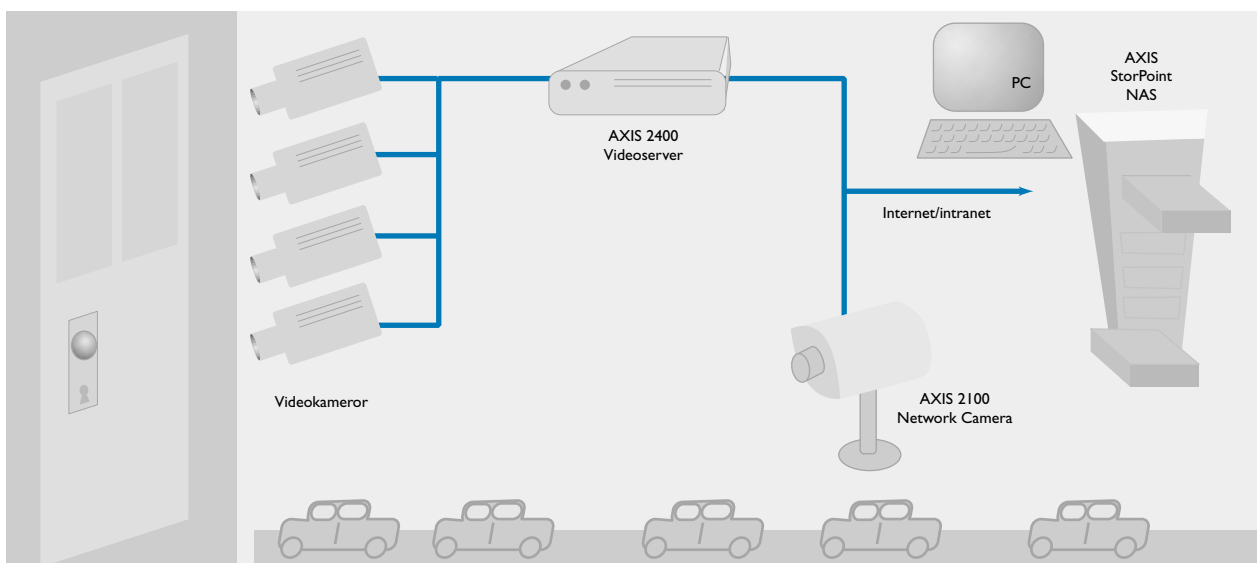 AXIS 2400
Videoserver
PC
AXIS
StorPoint
NAS
Internet/intranet
Videokameror
AXIS 2100
Network Camera